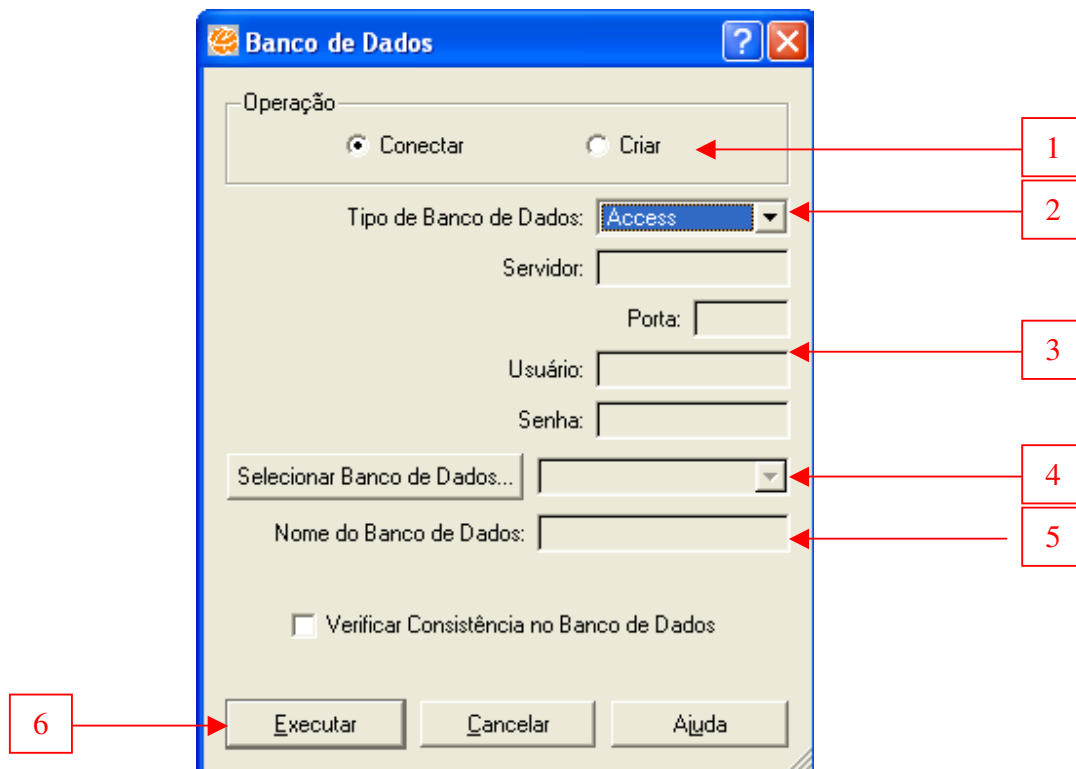 Banco de Dados
Operação
Conectar Criar 1
Tipo de Banco de Dados: Access 2
Servidor:
Porta:
3
Usuário:
Senha:
Selecionar Banco de Dados... 4
Nome do Banco de Dados: 5
Verificar Consistência no Banco de Dados
6 Executar Cancelar Ajuda